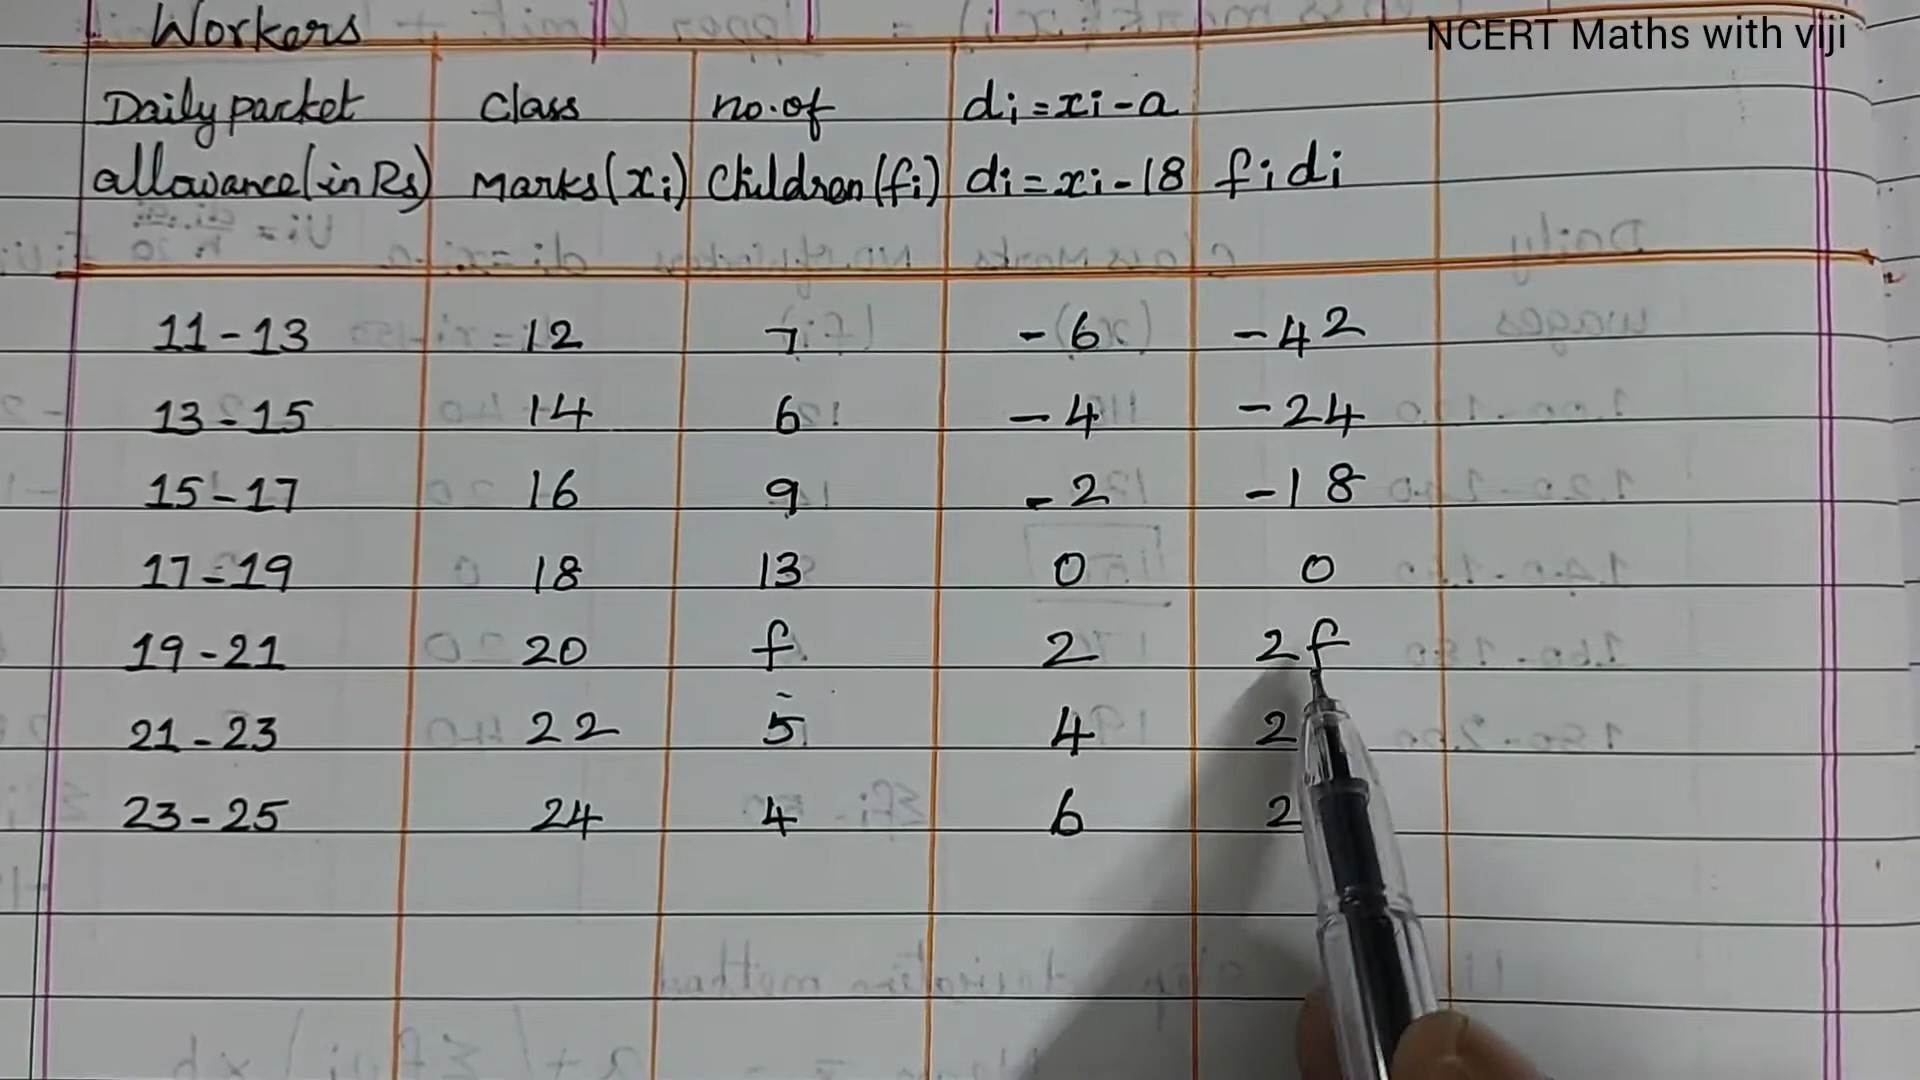 Workers
NCERT Maths with viji
Daily packet allowance (in Rs) Class Marks (xi) no. of Children (fi) di = xi - a di = xi - 18 fidi
11 - 13 12 7 - 6 - 42
13 - 15 14 6 - 4 - 24
15 - 17 16 9 - 2 - 18
17 - 19 18 13 0 0
19 - 21 20 f 2 2f
21 - 23 22 5 4 2
23 - 25 24 4 6 2